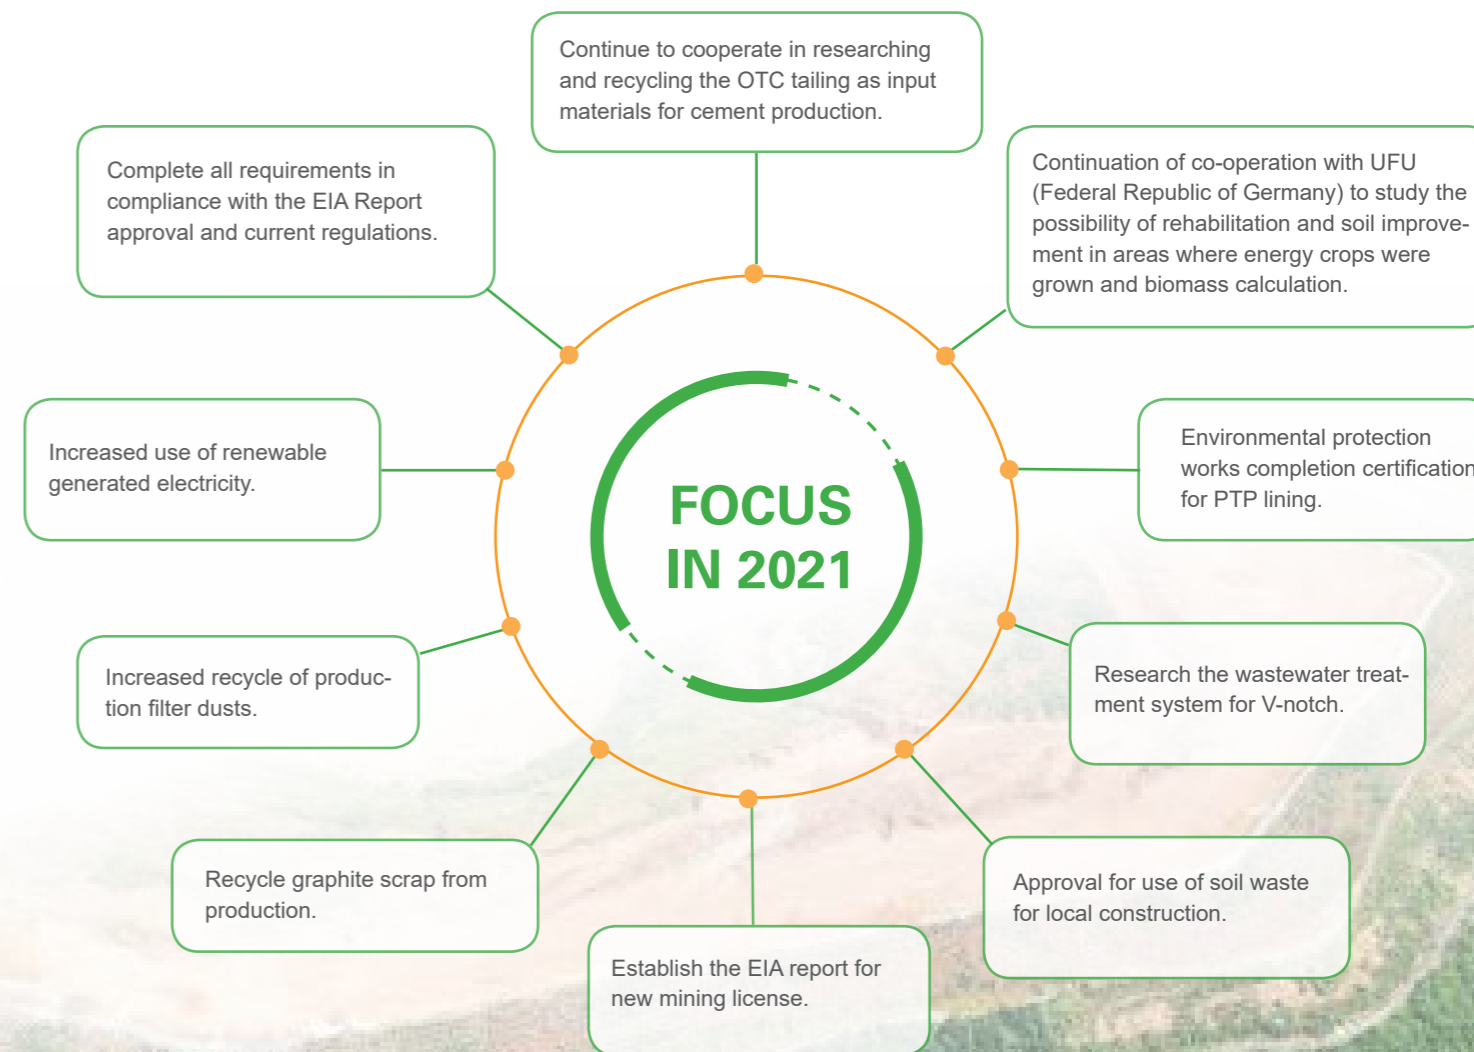 Continue to cooperate in researching
and recycling the OTC tailing as input
materials for cement production.
Complete all requirements in
compliance with the EIA Report
approval and current regulations.
Continuation of co-operation with UFU
(Federal Republic of Germany) to study the
possibility of rehabilitation and soil improve-
ment in areas where energy crops were
grown and biomass calculation.
Increased use of renewable
generated electricity.
Environmental protection
works completion certification
for PTP lining.
FOCUS
IN 2021
Increased recycle of produc-
tion filter dusts.
Research the wastewater treat-
ment system for V-notch.
Recycle graphite scrap from
production.
Approval for use of soil waste
for local construction.
Establish the EIA report for
new mining license.